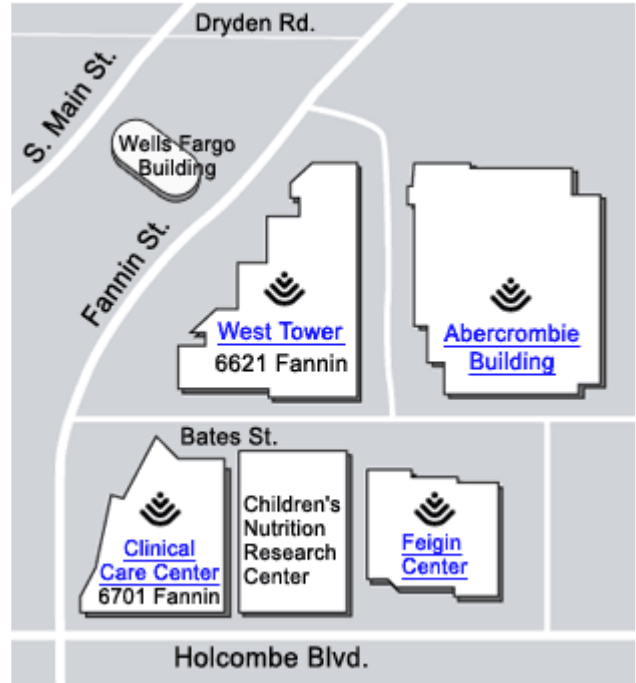 Dryden Rd.
S. Main St.
Wells Fargo
Building
Fannin St.
West Tower
6621 Fannin
Abercrombie
Building
Bates St.
Clinical
Care Center
6701 Fannin
Children's
Nutrition
Research
Center
Feigin
Center
Holcombe Blvd.